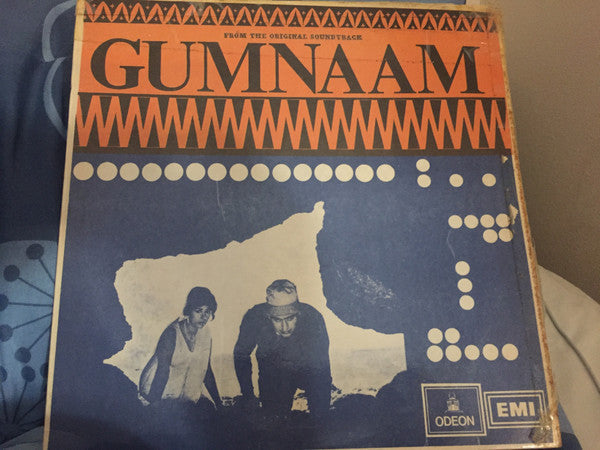 FROM THE ORIGINAL SOUNDTRACK
GUMNAAM
ODEON
EMI